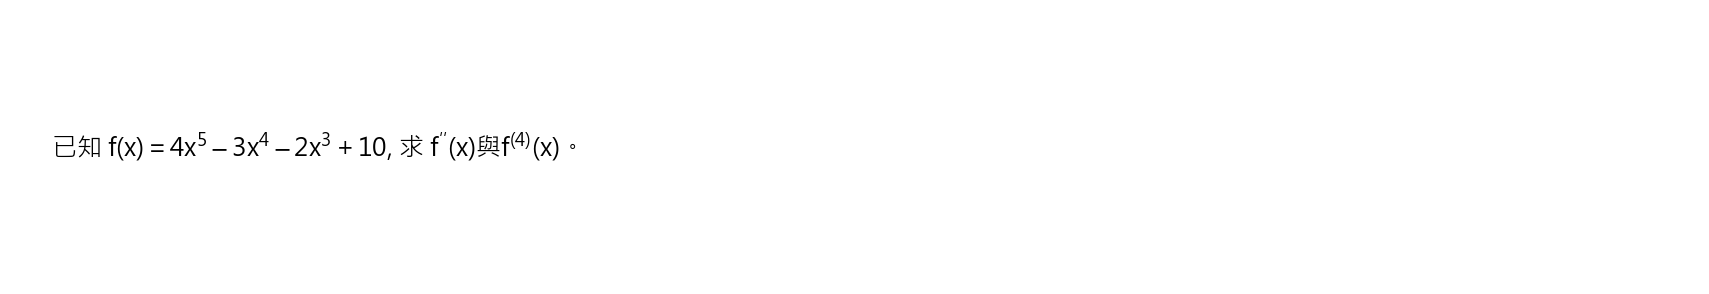 已知 f(x) = 4x⁵ – 3x⁴ – 2x³ + 10, 求 f′′(x)與f⁽⁴⁾(x)。